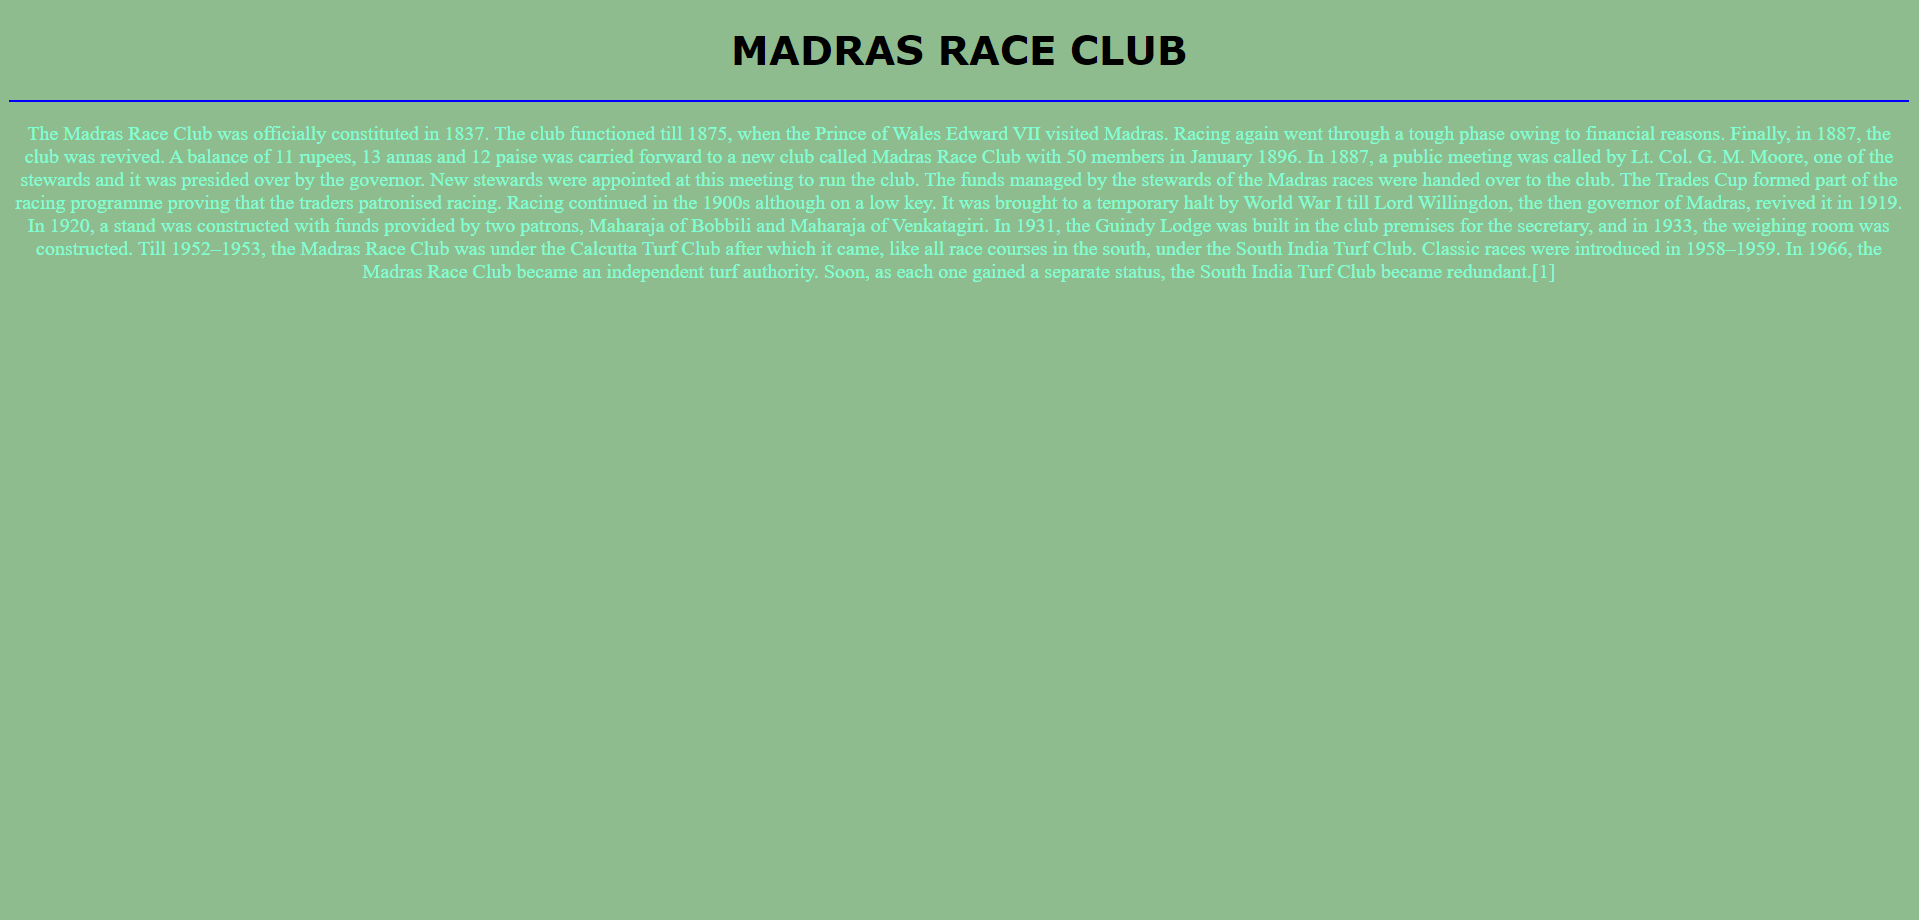 MADRAS RACE CLUB
The Madras Race Club was officially constituted in 1837. The club functioned till 1875, when the Prince of Wales Edward VII visited Madras. Racing again went through a tough phase owing to financial reasons. Finally, in 1887, the
club was revived. A balance of 11 rupees, 13 annas and 12 paise was carried forward to a new club called Madras Race Club with 50 members in January 1896. In 1887, a public meeting was called by Lt. Col. G. M. Moore, one of the
stewards and it was presided over by the governor. New stewards were appointed at this meeting to run the club. The funds managed by the stewards of the Madras races were handed over to the club. The Trades Cup formed part of the
racing programme proving that the traders patronised racing. Racing continued in the 1900s although on a low key. It was brought to a temporary halt by World War I till Lord Willingdon, the then governor of Madras, revived it in 1919.
In 1920, a stand was constructed with funds provided by two patrons, Maharaja of Bobbili and Maharaja of Venkatagiri. In 1931, the Guindy Lodge was built in the club premises for the secretary, and in 1933, the weighing room was
constructed. Till 1952–1953, the Madras Race Club was under the Calcutta Turf Club after which it came, like all race courses in the south, under the South India Turf Club. Classic races were introduced in 1958–1959. In 1966, the
Madras Race Club became an independent turf authority. Soon, as each one gained a separate status, the South India Turf Club became redundant.[1]